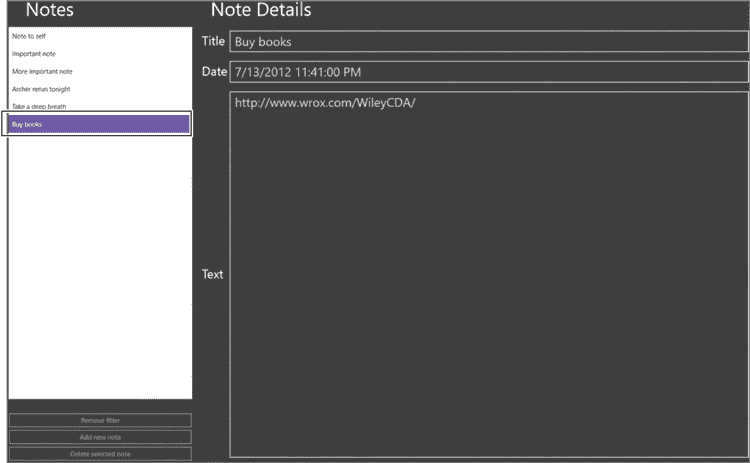 Notes
Note to self
Important note
More important note
Archer rerun tonight
Take a deep breath
Buy books
Remove filter
Add new note
Delete selected note
Note Details
Title Buy books
Date 7/13/2012 11:41:00 PM
Text
http://www.wrox.com/WileyCDA/